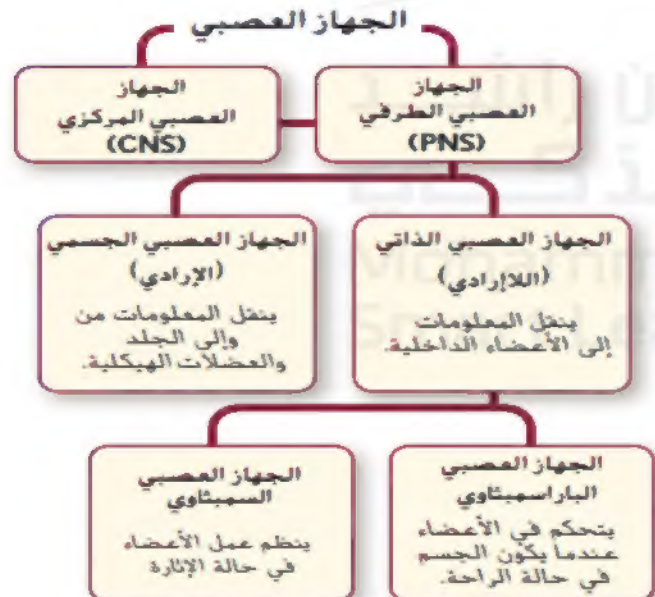 الجهاز العصبي
الجهاز
العصبي الطرفي
(PNS)
الجهاز
العصبي المركزي
(CNS)
الجهاز العصبي الذاتي
(اللاإرادي)
ينقل المعلومات
إلى الأعضاء الداخلية.
الجهاز العصبي الجسمي
(الإرادي)
ينقل المعلومات من
وإلى الجلد
والعضلات الهيكلية.
الجهاز العصبي
الباراسمبثاوي
يتحكم في الأعضاء
عندما يكون الجسم
في حالة الراحة.
الجهاز العصبي
السمبثاوي
ينظم عمل الأعضاء
في حالة الإثارة